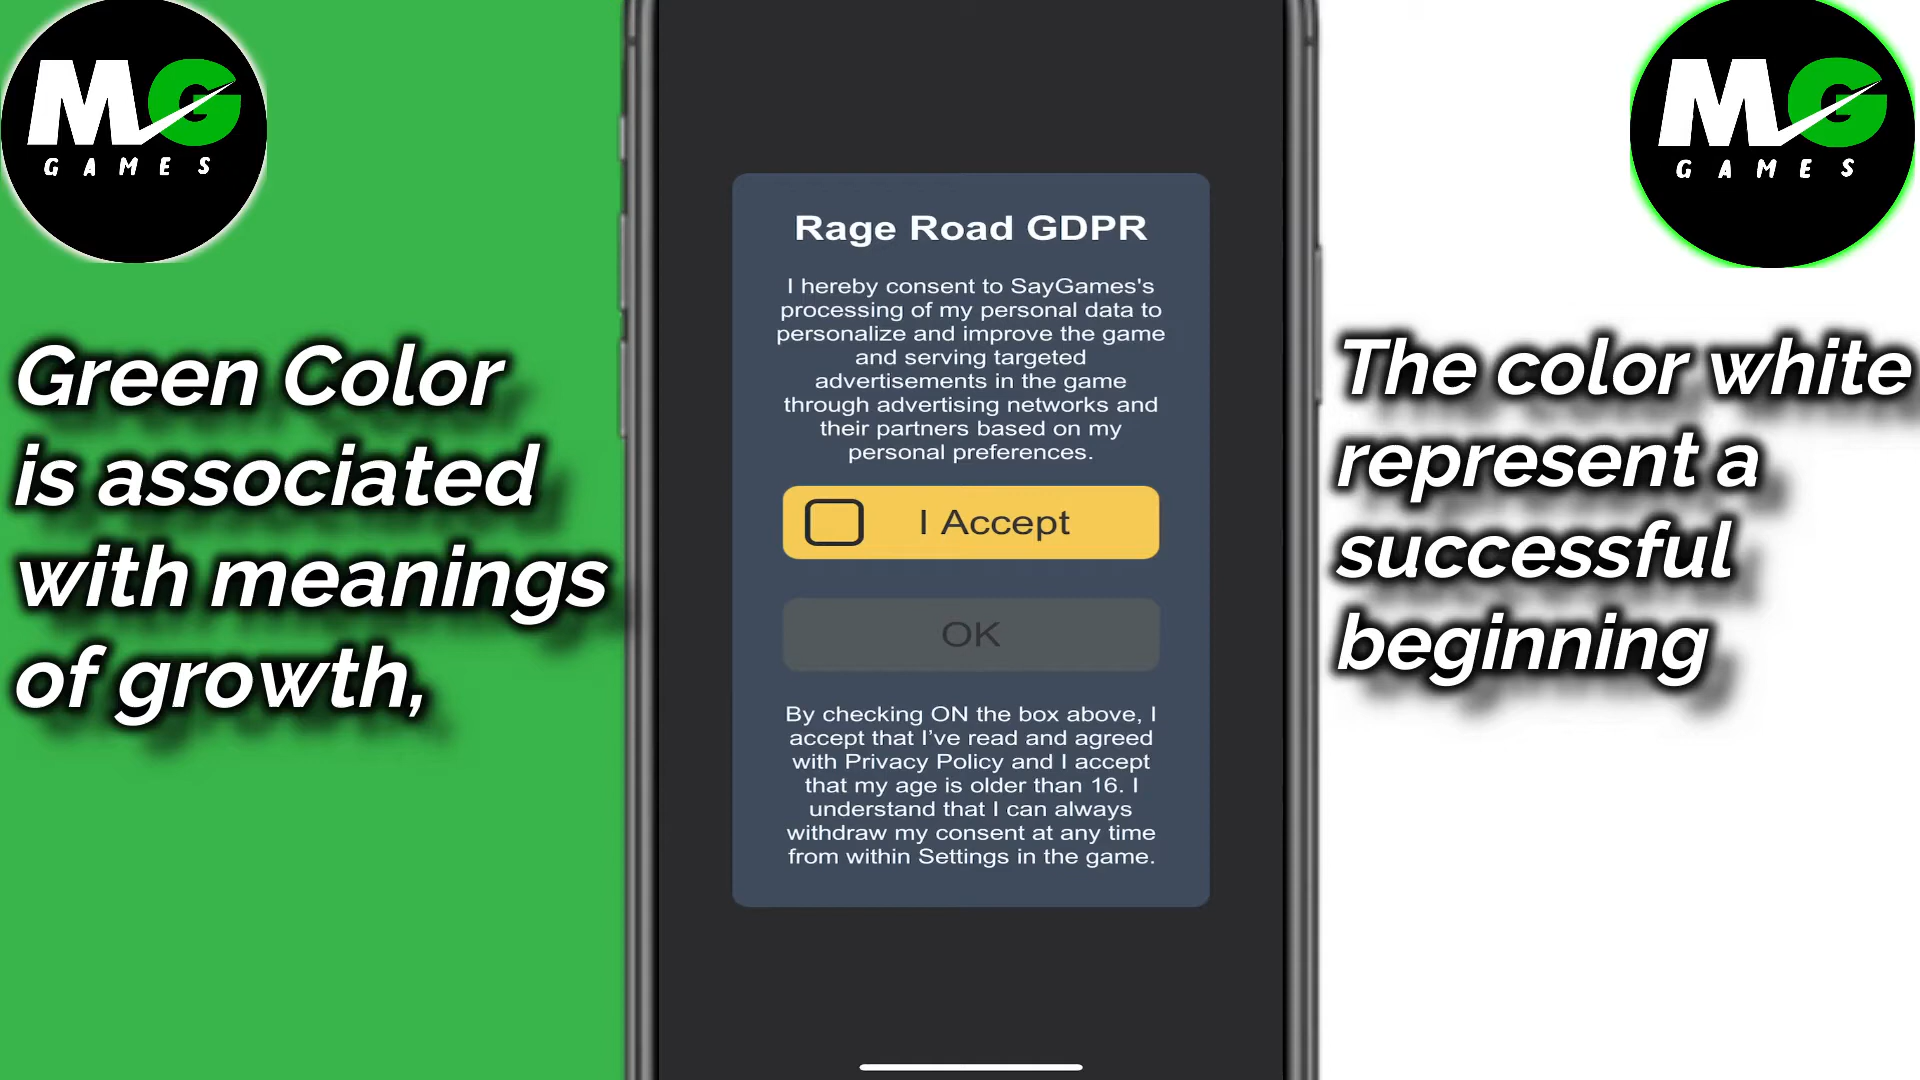 MG
GAMES
Green Color
is associated
with meanings
of growth,
Rage Road GDPR
I hereby consent to SayGames's
processing of my personal data to
personalize and improve the game
and serving targeted
advertisements in the game
through advertising networks and
their partners based on my
personal preferences.
I Accept
OK
By checking ON the box above, I
accept that I’ve read and agreed
with Privacy Policy and I accept
that my age is older than 16. I
understand that I can always
withdraw my consent at any time
from within Settings in the game.
MG
GAMES
The color white
represent a
successful
beginning